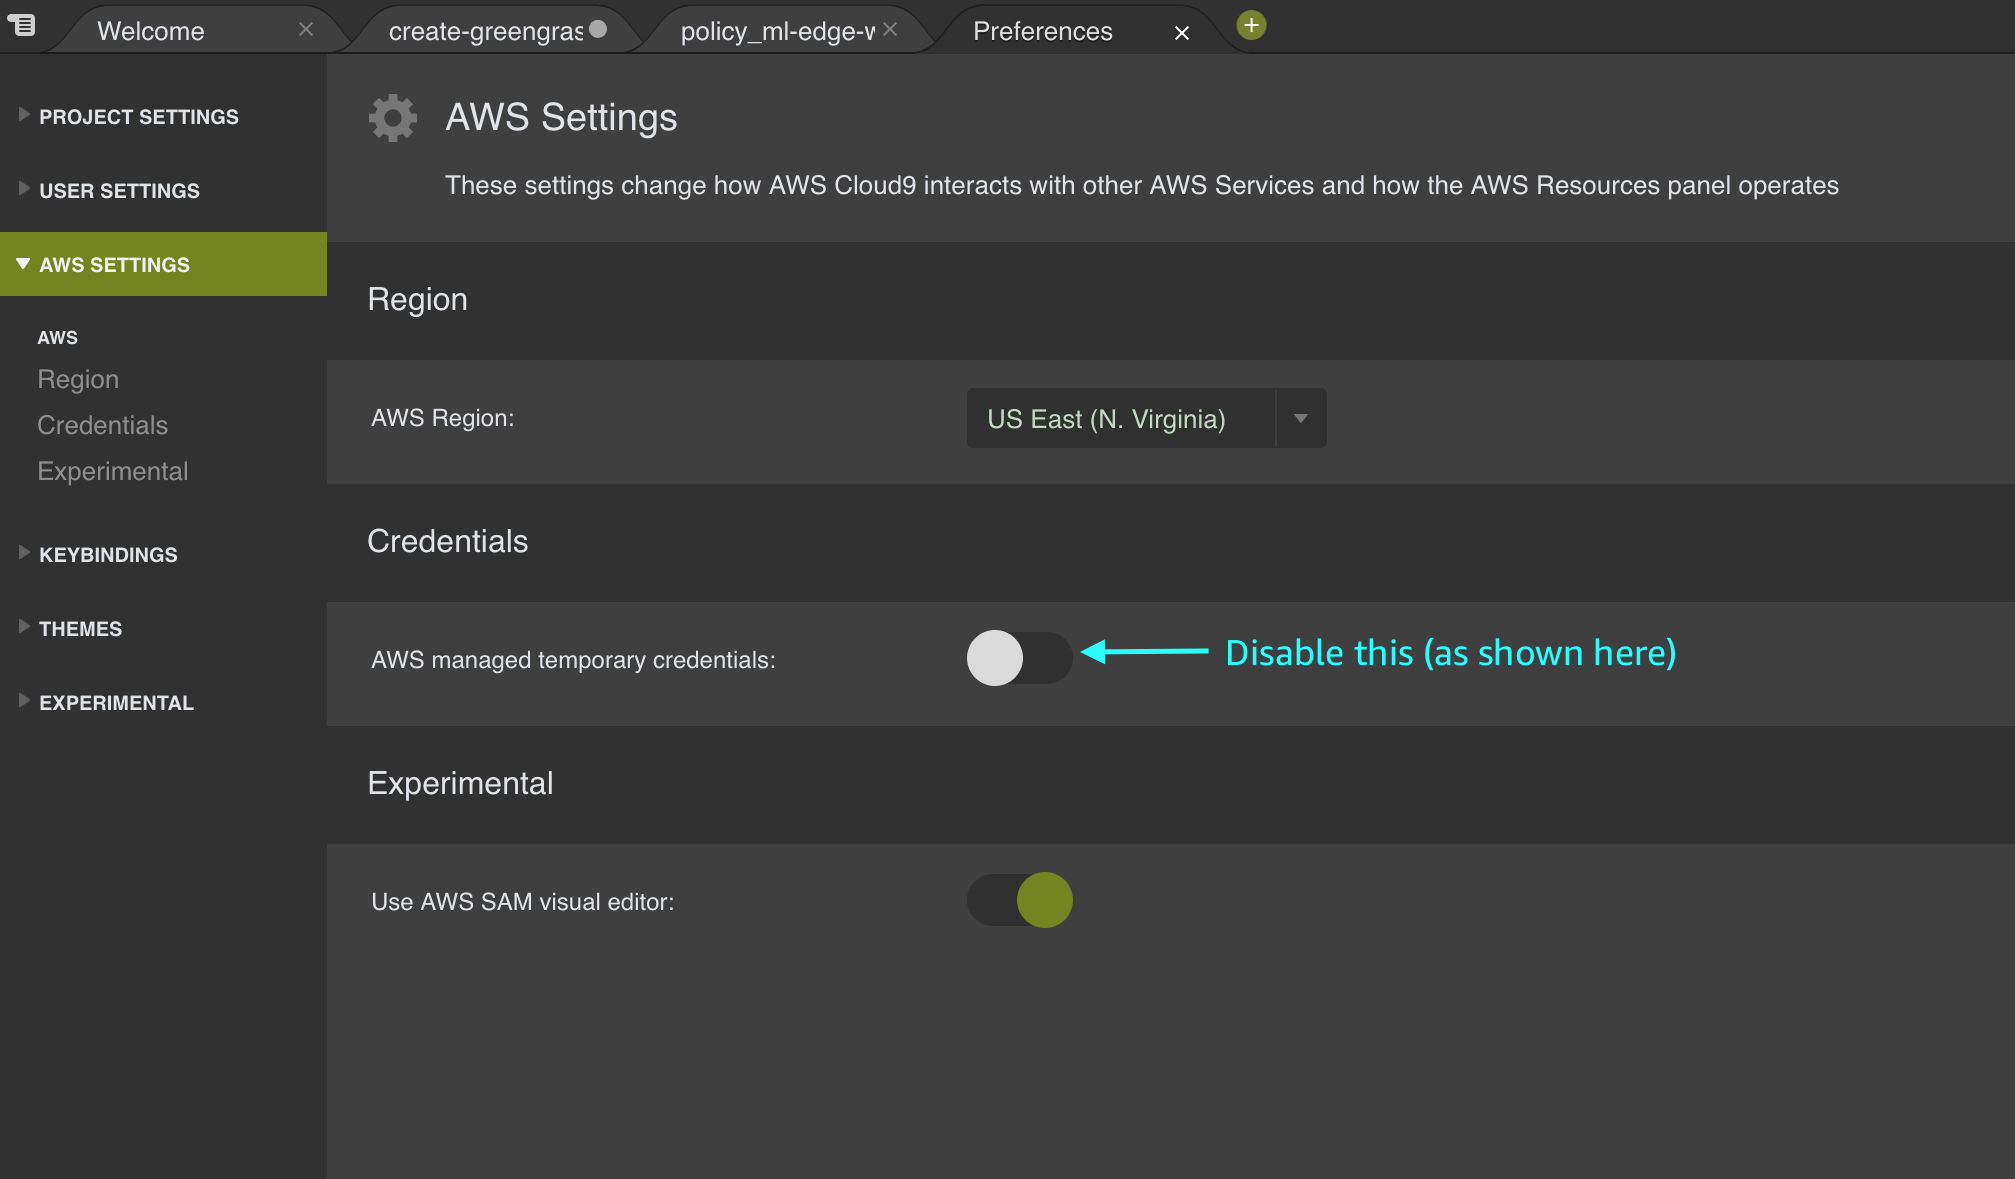 Welcome
create-greengras
policy_ml-edge-w
Preferences
PROJECT SETTINGS
USER SETTINGS
AWS SETTINGS
AWS
Region
Credentials
Experimental
KEYBINDINGS
THEMES
EXPERIMENTAL
AWS Settings
These settings change how AWS Cloud9 interacts with other AWS Services and how the AWS Resources panel operates
Region
AWS Region:
US East (N. Virginia)
Credentials
AWS managed temporary credentials:
Disable this (as shown here)
Experimental
Use AWS SAM visual editor: